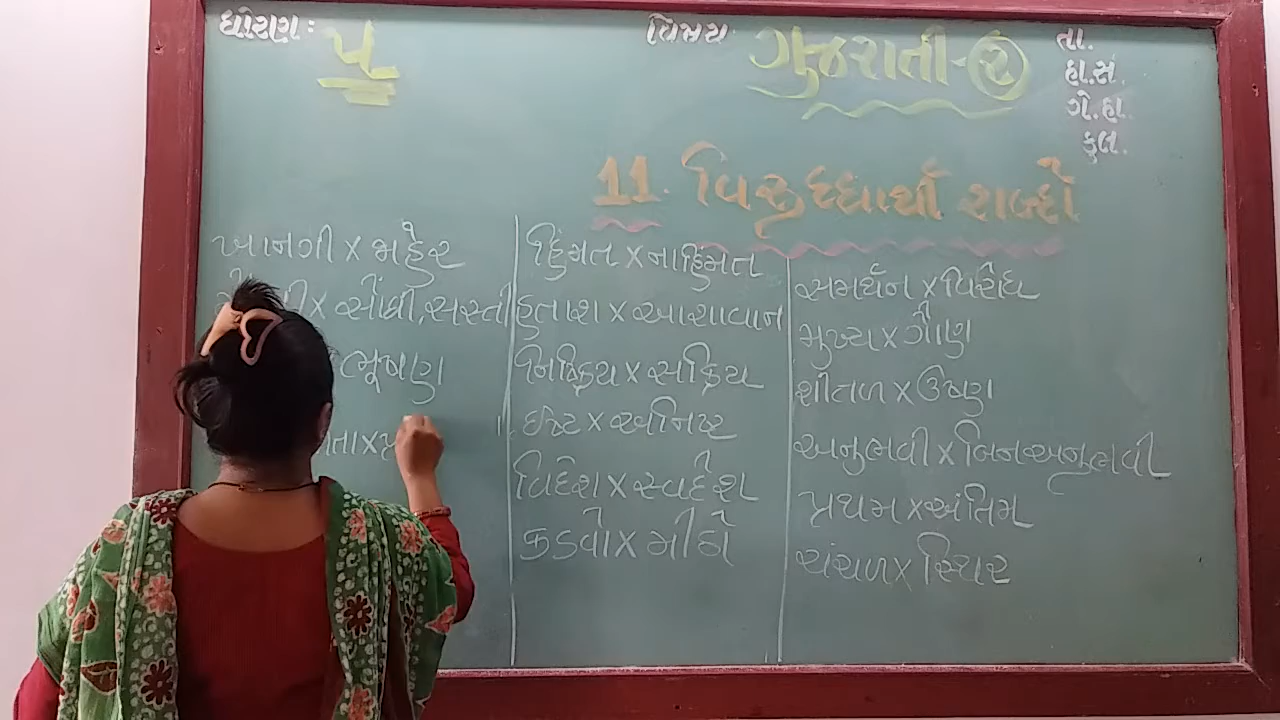 ધોરણ: ૫
વિષય ગુજરાતી-૨
તા.
હા.સં.
ગે.હા.
કુલ.
11. વિરુદ્ધાર્થી શબ્દો
ખાનગી x જાહેર
x સોંઘી, સસ્તી
ભૂષણ
હિંમત x નાહિંમત
હતાશ x આશાવાન
નિષ્ક્રિય x સક્રિય
ઈષ્ટ x અનિષ્ટ
વિદેશ x સ્વદેશ
કડવો x મીઠો
સમર્થન x વિરોધ
મુખ્ય x ગૌણ
શીતળ x ઉષ્ણ
અનુભવી x બિનઅનુભવી
પ્રથમ x અંતિમ
ચંચળ x સ્થિર